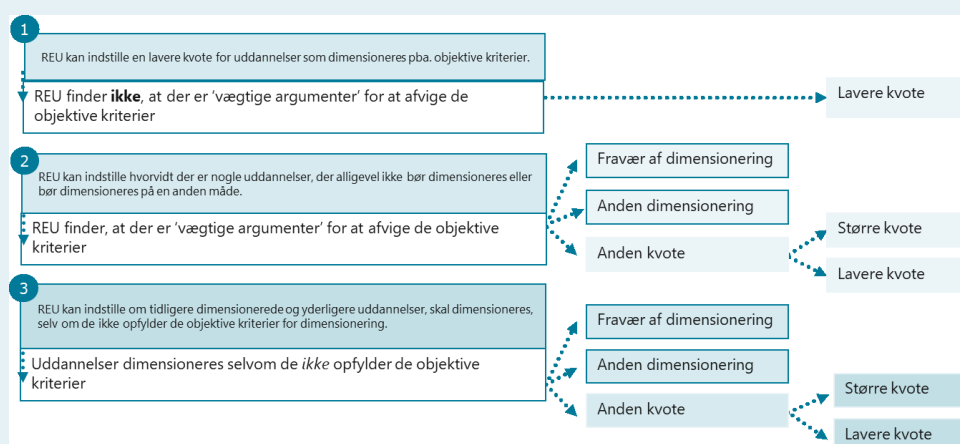 1
REU kan indstille en lavere kvote for uddannelser som dimensioneres pba. objektive kriterier.
REU finder ikke, at der er ‘vægtige argumenter’ for at afvige de
objektive kriterier
Lavere kvote
2
REU kan indstille hvorvidt der er nogle uddannelser, der alligevel ikke bør dimensioneres eller
bør dimensioneres på en anden måde.
REU finder, at der er ‘vægtige argumenter’ for at afvige de objektive
kriterier
Fravær af dimensionering
Anden dimensionering
Anden kvote
Større kvote
Lavere kvote
3
REU kan indstille om tidligere dimensionerede og yderligere uddannelser, skal dimensioneres,
selv om de ikke opfylder de objektive kriterier for dimensionering.
Uddannelser dimensioneres selvom de ikke opfylder de objektive
kriterier
Fravær af dimensionering
Anden dimensionering
Anden kvote
Større kvote
Lavere kvote